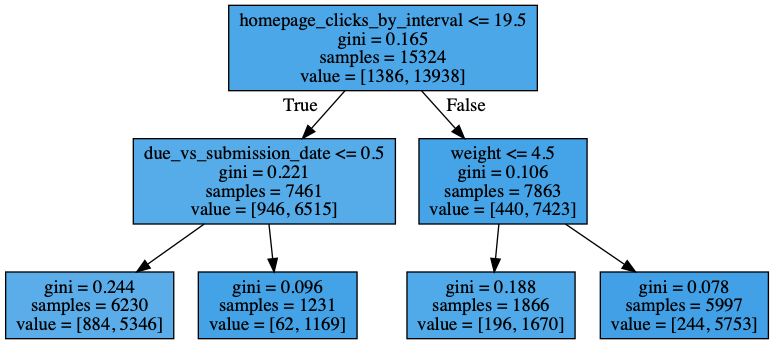 homepage_clicks_by_interval <= 19.5
gini = 0.165
samples = 15324
value = [1386, 13938]
True
False
due_vs_submission_date <= 0.5
gini = 0.221
samples = 7461
value = [946, 6515]
weight <= 4.5
gini = 0.106
samples = 7863
value = [440, 7423]
gini = 0.244
samples = 6230
value = [884, 5346]
gini = 0.096
samples = 1231
value = [62, 1169]
gini = 0.188
samples = 1866
value = [196, 1670]
gini = 0.078
samples = 5997
value = [244, 5753]